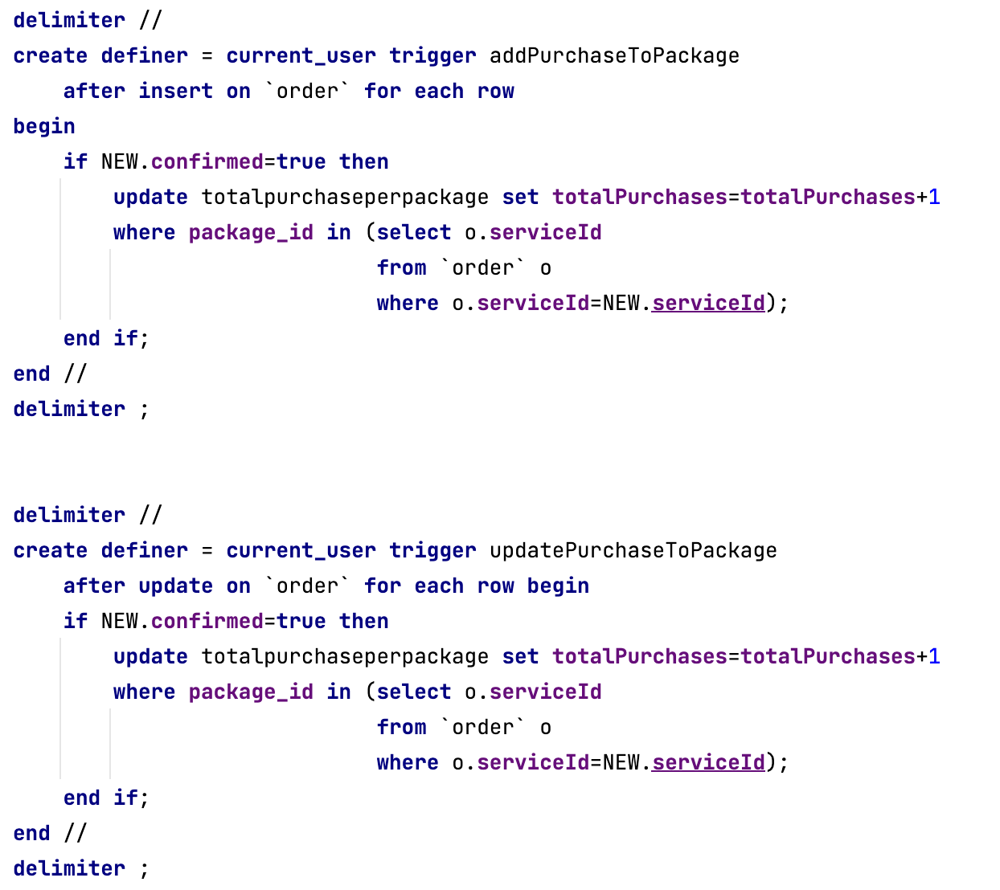 delimiter //
create definer = current_user trigger addPurchaseToPackage
    after insert on `order` for each row
begin
    if NEW.confirmed=true then
        update totalpurchaseperpackage set totalPurchases=totalPurchases+1
        where package_id in (select o.serviceId
                             from `order` o
                             where o.serviceId=NEW.serviceId);
    end if;
end //
delimiter ;
delimiter //
create definer = current_user trigger updatePurchaseToPackage
    after update on `order` for each row begin
    if NEW.confirmed=true then
        update totalpurchaseperpackage set totalPurchases=totalPurchases+1
        where package_id in (select o.serviceId
                             from `order` o
                             where o.serviceId=NEW.serviceId);
    end if;
end //
delimiter ;